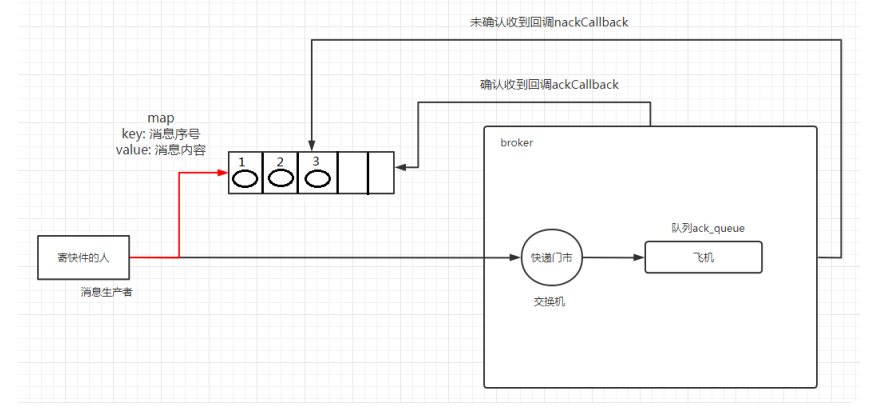 未确认收到回调nackCallback
确认收到回调ackCallback
map
key: 消息序号
value: 消息内容
1 2 3
broker
队列ack_queue
寄快件的人
快递门市
飞机
消息生产者
交换机